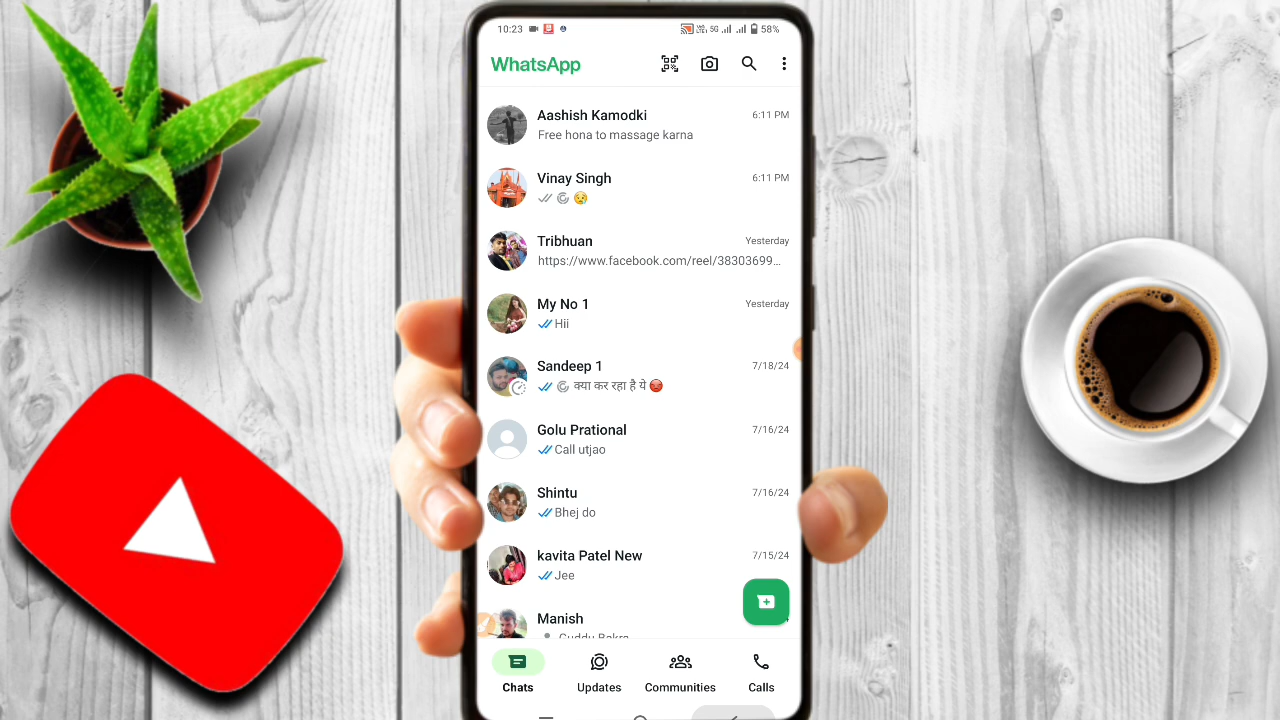 10:23
5G
58%
WhatsApp
Aashish Kamodki
6:11 PM
Free hona to massage karna
Vinay Singh
6:11 PM
Tribhuan
Yesterday
https://www.facebook.com/reel/38303699...
My No 1
Yesterday
Hii
Sandeep 1
7/18/24
क्या कर रहा है ये
Golu Prational
7/16/24
Call utjao
Shintu
7/16/24
Bhej do
kavita Patel New
7/15/24
Jee
Manish
Guddu Bakra
Chats
Updates
Communities
Calls